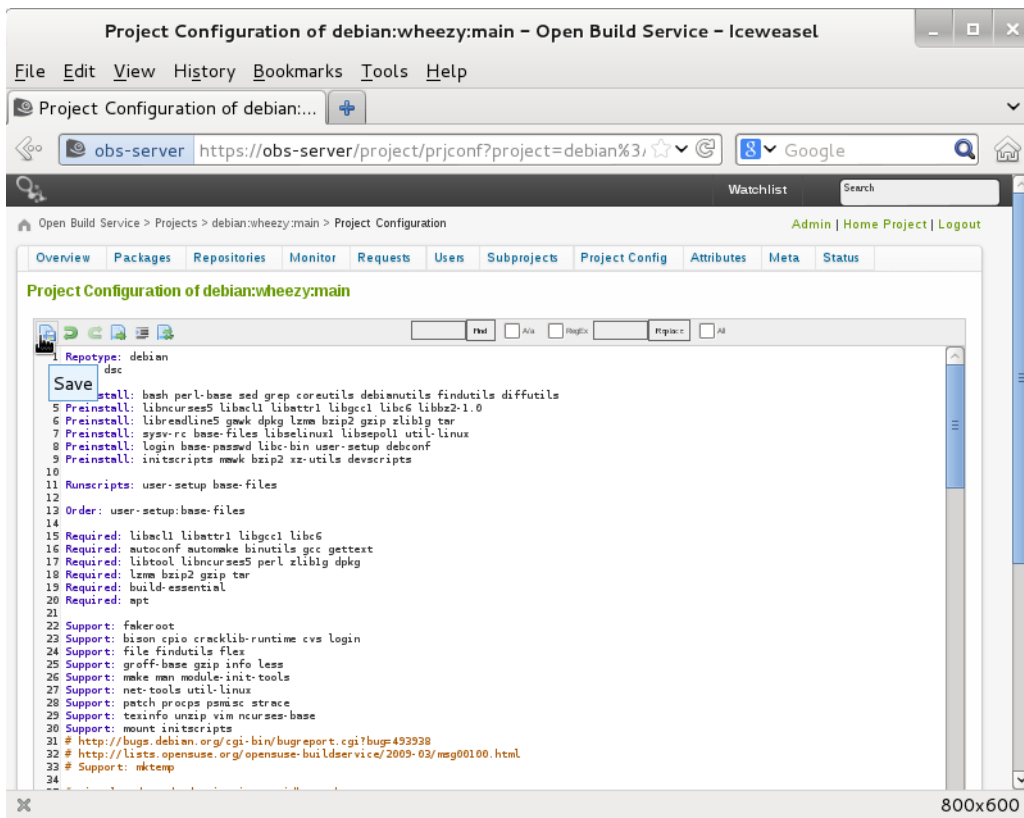 Project Configuration of debian:wheezy:main – Open Build Service – Iceweasel
File Edit View History Bookmarks Tools Help
Project Configuration of debian:...
obs-server https://obs-server/project/prjconf?project=debian%3 Google
Watchlist Search
Open Build Service > Projects > debian:wheezy:main > Project Configuration
Admin | Home Project | Logout
Overview Packages Repositories Monitor Requests Users Subprojects Project Config Attributes Meta Status
Project Configuration of debian:wheezy:main
Find A/a RegEx Replace All
1 Repotype: debian
dsc
Save
stall: bash perl-base sed grep coreutils debianutils findutils diffutils
5 Preinstall: libncurses5 libacl1 libattr1 libgcc1 libc6 libbz2-1.0
6 Preinstall: libreadline5 gawk dpkg lzma bzip2 gzip zlib1g tar
7 Preinstall: sysv-rc base-files libselinux1 libsepol1 util-linux
8 Preinstall: login base-passwd libc-bin user-setup debconf
9 Preinstall: initscripts mawk bzip2 xz-utils devscripts
10
11 Runscripts: user-setup base-files
12
13 Order: user-setup:base-files
14
15 Required: libacl1 libattr1 libgcc1 libc6
16 Required: autoconf automake binutils gcc gettext
17 Required: libtool libncurses5 perl zlib1g dpkg
18 Required: lzma bzip2 gzip tar
19 Required: build-essential
20 Required: apt
21
22 Support: fakeroot
23 Support: bison cpio cracklib-runtime cvs login
24 Support: file findutils flex
25 Support: groff-base gzip info less
26 Support: make man module-init-tools
27 Support: net-tools util-linux
28 Support: patch procps psmisc strace
29 Support: texinfo unzip vim ncurses-base
30 Support: mount initscripts
31 # http://bugs.debian.org/cgi-bin/bugreport.cgi?bug=493938
32 # http://lists.opensuse.org/opensuse-buildservice/2009-03/msg00100.html
33 # Support: mktemp
34
800x600